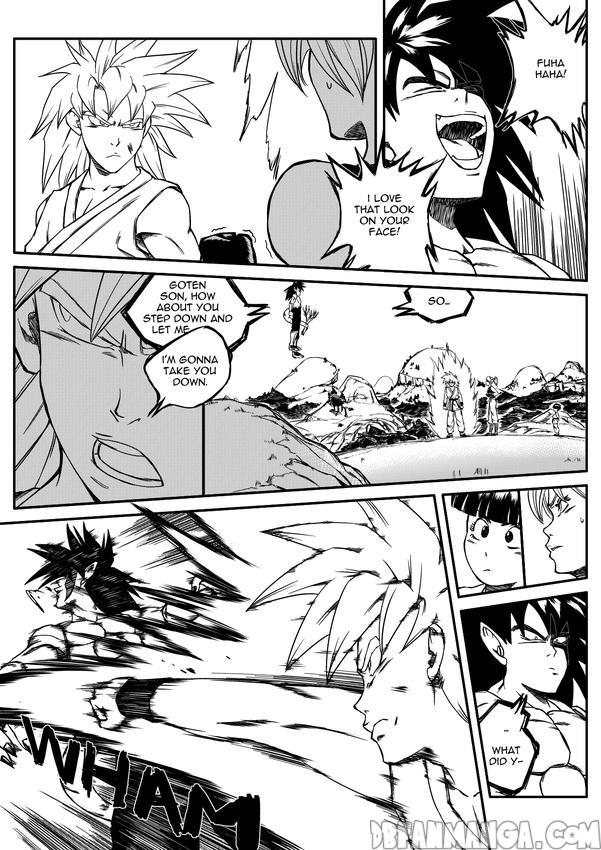 FUHA
HAHA!
I LOVE
THAT LOOK
ON YOUR
FACE!
GOTEN
SON, HOW
ABOUT YOU
STEP DOWN AND
LET ME...
I'M GONNA
TAKE YOU
DOWN.
SO...
WHAT
DID Y-
WHAM
DBFANMANGA.COM